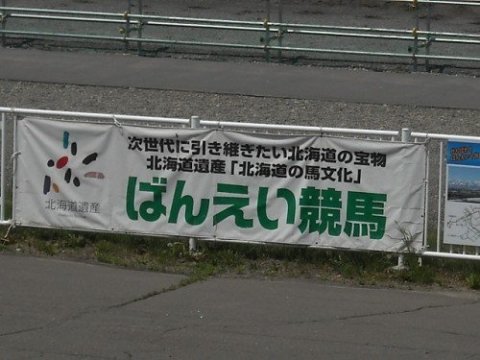 次世代に引き継ぎたい北海道の宝物
北海道遺産「北海道の馬文化」
ばんえい競馬
北海道遺産